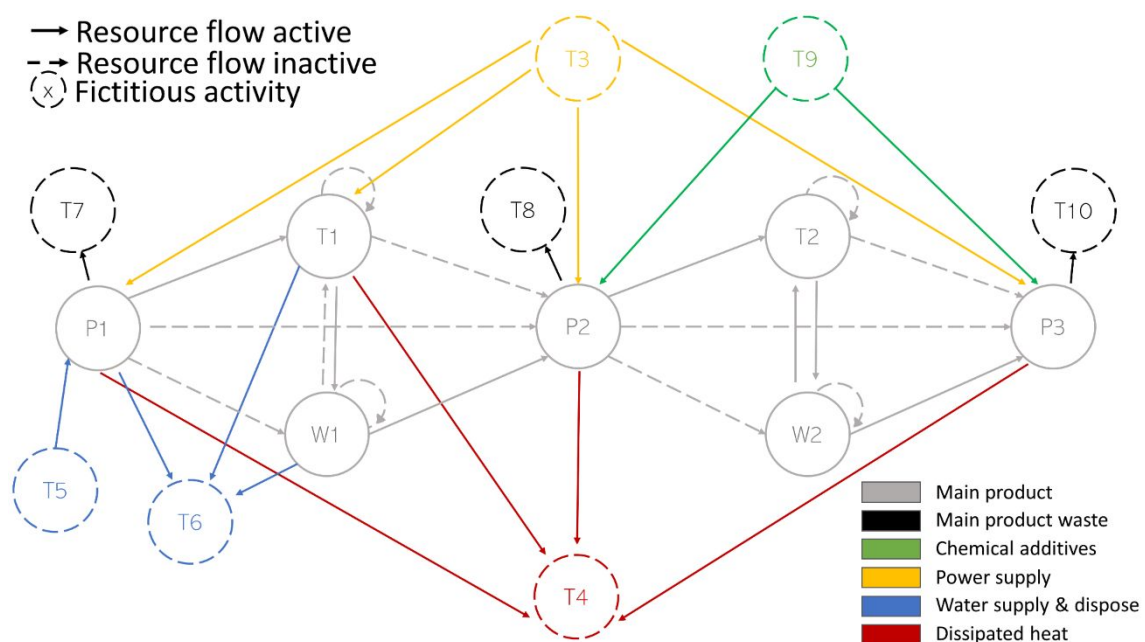 Resource flow active
Resource flow inactive
x Fictitious activity
T3
T9
T7
T8
T10
T1
T2
P1
P2
P3
W1
W2
T5
T6
T4
Main product
Main product waste
Chemical additives
Power supply
Water supply & dispose
Dissipated heat